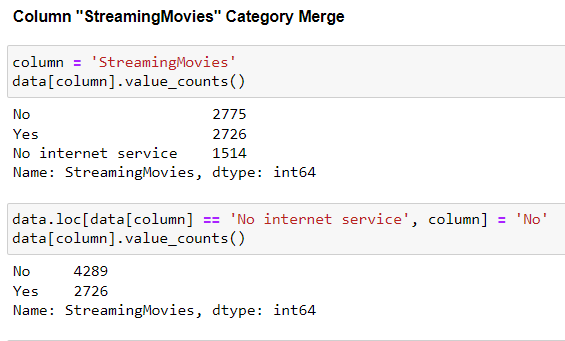 Column "StreamingMovies" Category Merge
column = 'StreamingMovies'
data[column].value_counts()
No                     2775
Yes                    2726
No internet service    1514
Name: StreamingMovies, dtype: int64
data.loc[data[column] == 'No internet service', column] = 'No'
data[column].value_counts()
No     4289
Yes    2726
Name: StreamingMovies, dtype: int64